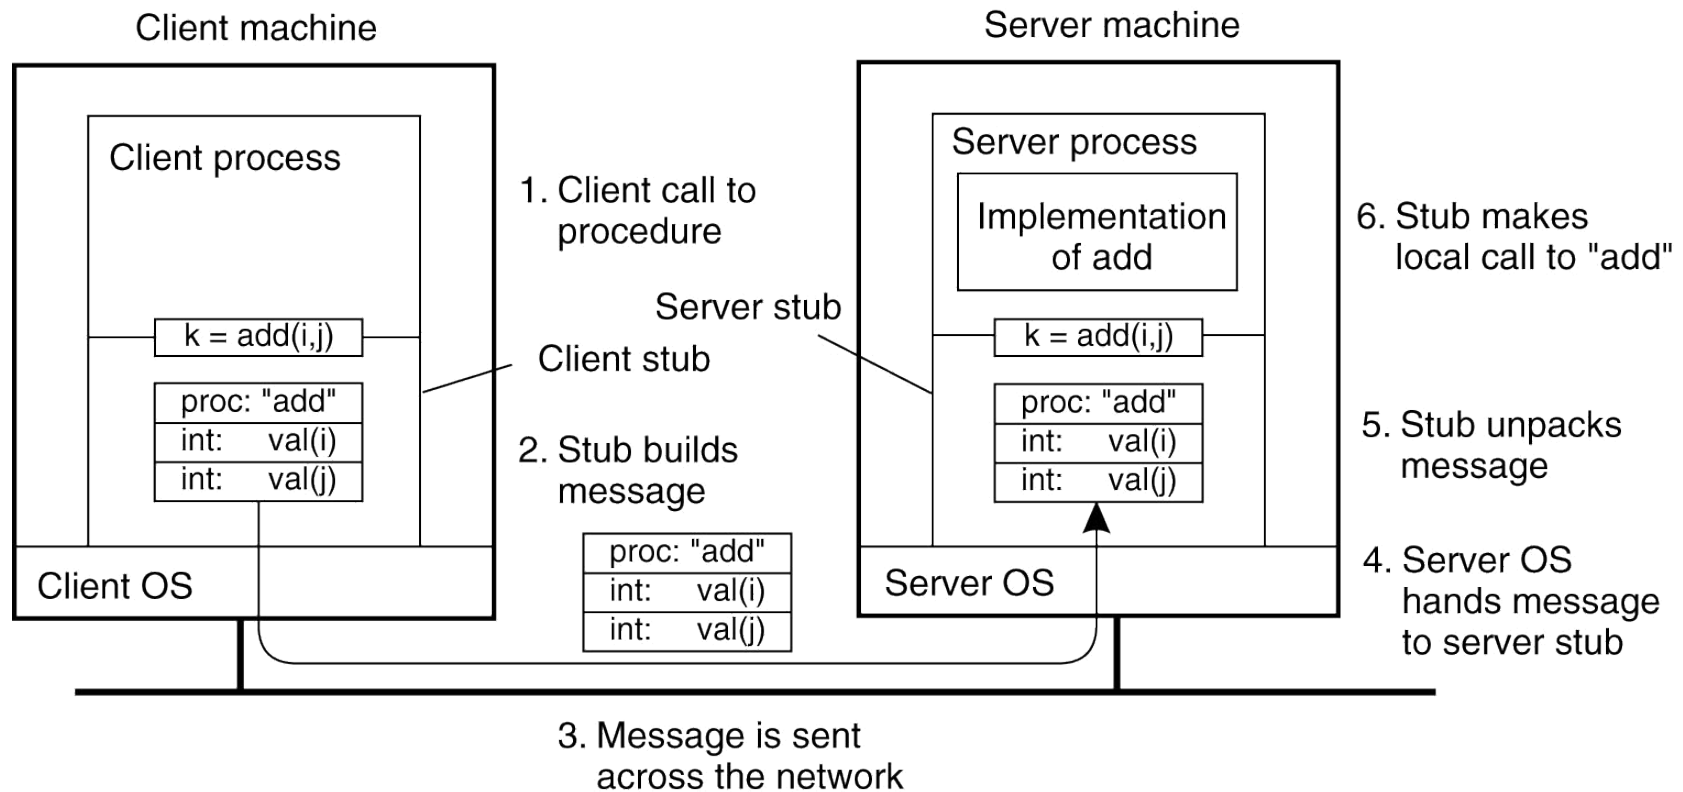 Client machine
Client process
k = add(i,j)
proc: "add"
int: val(i)
int: val(j)
Client OS
1. Client call to
procedure
Server stub
Client stub
2. Stub builds
message
proc: "add"
int: val(i)
int: val(j)
3. Message is sent
across the network
Server machine
Server process
Implementation
of add
k = add(i,j)
proc: "add"
int: val(i)
int: val(j)
Server OS
6. Stub makes
local call to "add"
5. Stub unpacks
message
4. Server OS
hands message
to server stub